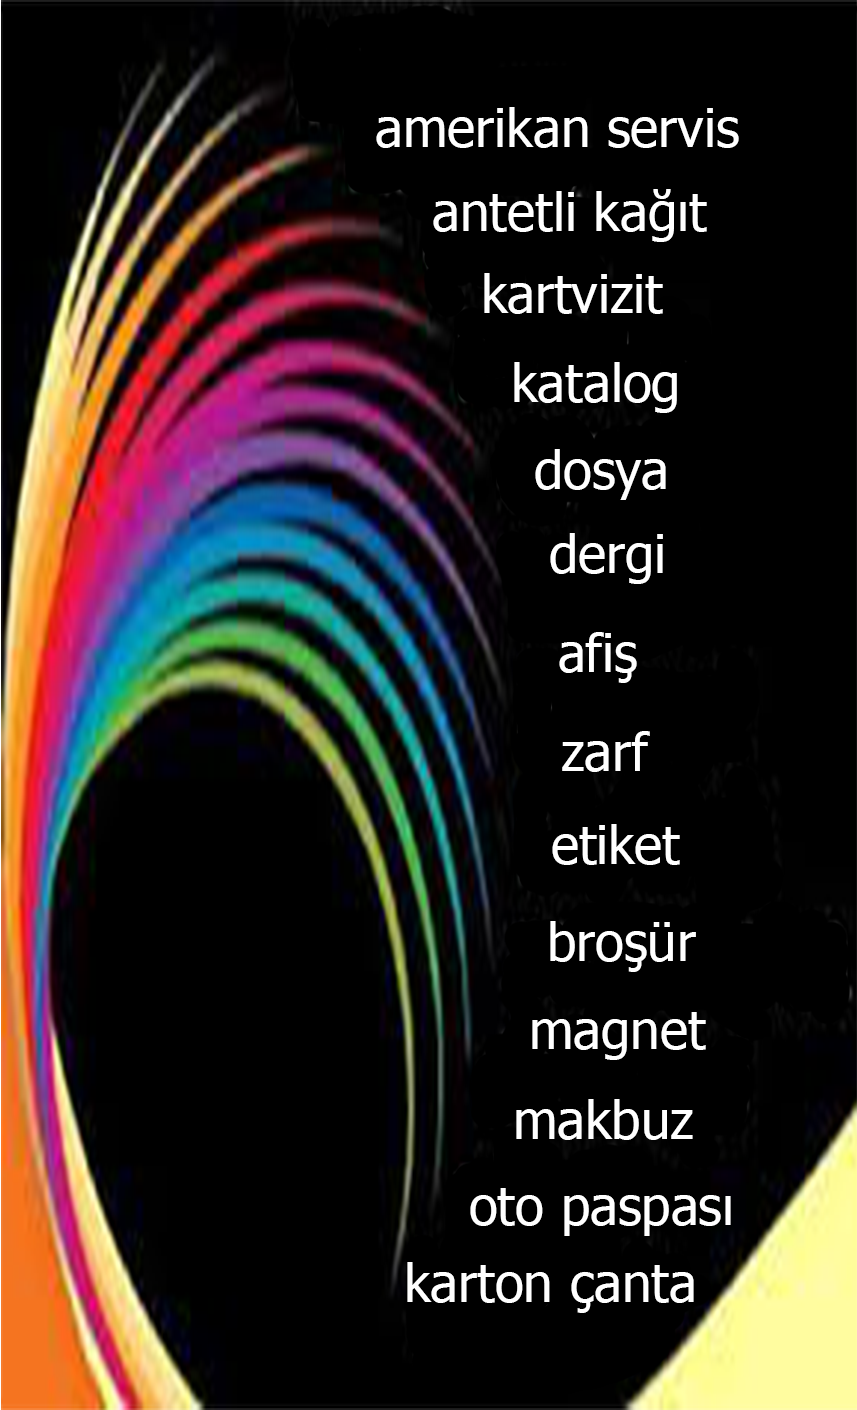 amerikan servis
antetli kağıt
kartvizit
katalog
dosya
dergi
afiş
zarf
etiket
broşür
magnet
makbuz
oto paspası
karton çanta